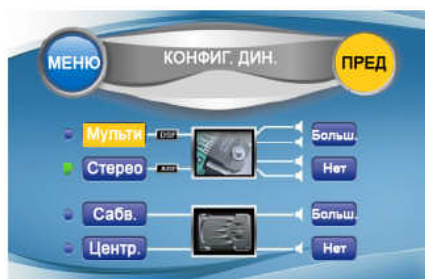 МЕНЮ КОНФИГ. ДИН. ПРЕД
Мульти DSP Больш.
Стерео Нет
Сабв. Больш.
Центр. Нет